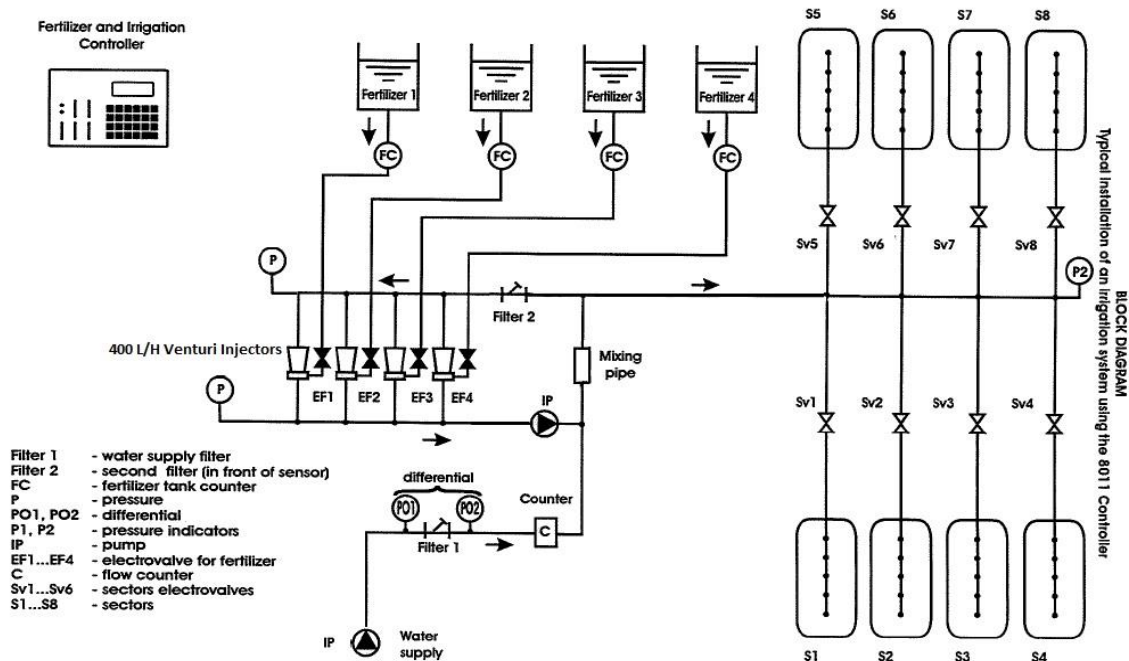 Fertilizer and Irrigation
Controller
Fertilizer 1
Fertilizer 2
Fertilizer 3
Fertilizer 4
FC
FC
FC
FC
S5
S6
S7
S8
Sv5
Sv6
Sv7
Sv8
P
P2
Filter 2
400 L/H Venturi Injectors
EF1
EF2
EF3
EF4
Mixing
pipe
P
IP
Sv1
Sv2
Sv3
Sv4
differential
PO1
PO2
Counter
C
Filter 1
IP
Water
supply
S1
S2
S3
S4
Filter 1 - water supply filter
Filter 2 - second filter (in front of sensor)
FC - fertilizer tank counter
P - pressure
PO1, PO2 - differential
P1, P2 - pressure indicators
IP - pump
EF1...EF4 - electrovalve for fertilizer
C - flow counter
Sv1...Sv6 - sectors electrovalves
S1...S8 - sectors
BLOCK DIAGRAM
Typical Installation of an Irrigation system using the 8011 Controller